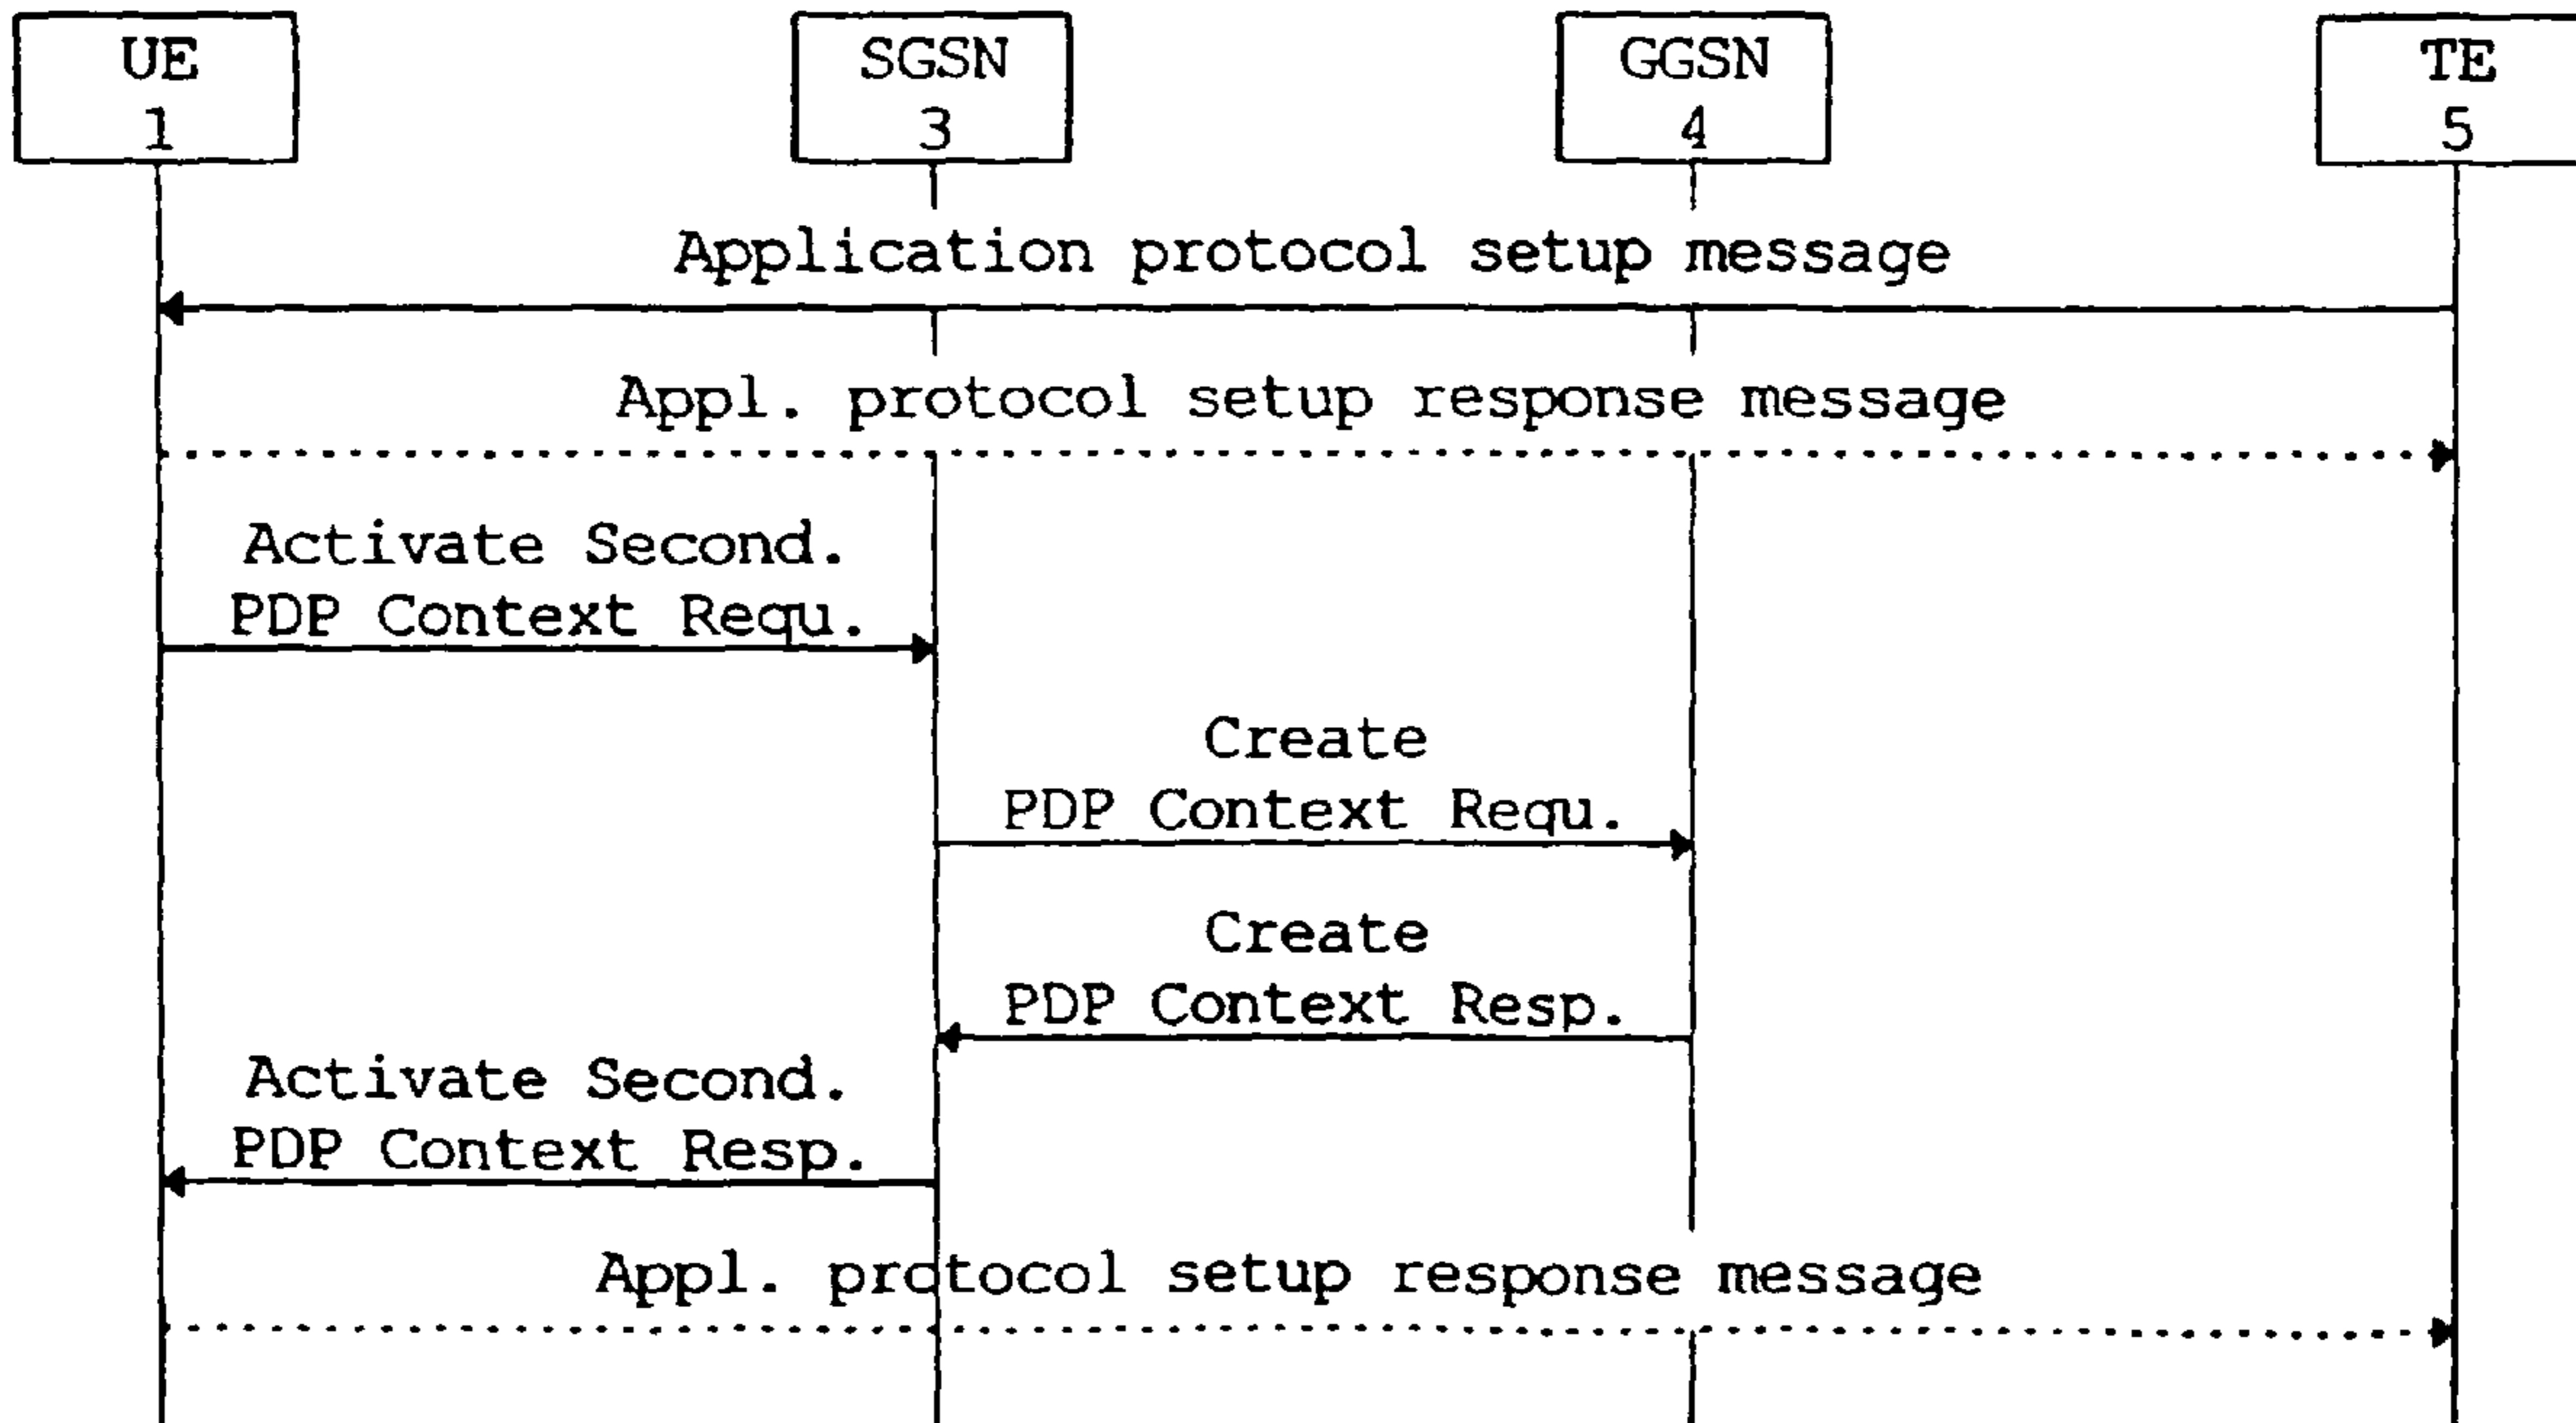 UE
1
SGSN
3
GGSN
4
TE
5
Application protocol setup message
Appl. protocol setup response message
Activate Second.
PDP Context Requ.
Create
PDP Context Requ.
Create
PDP Context Resp.
Activate Second.
PDP Context Resp.
Appl. protocol setup response message